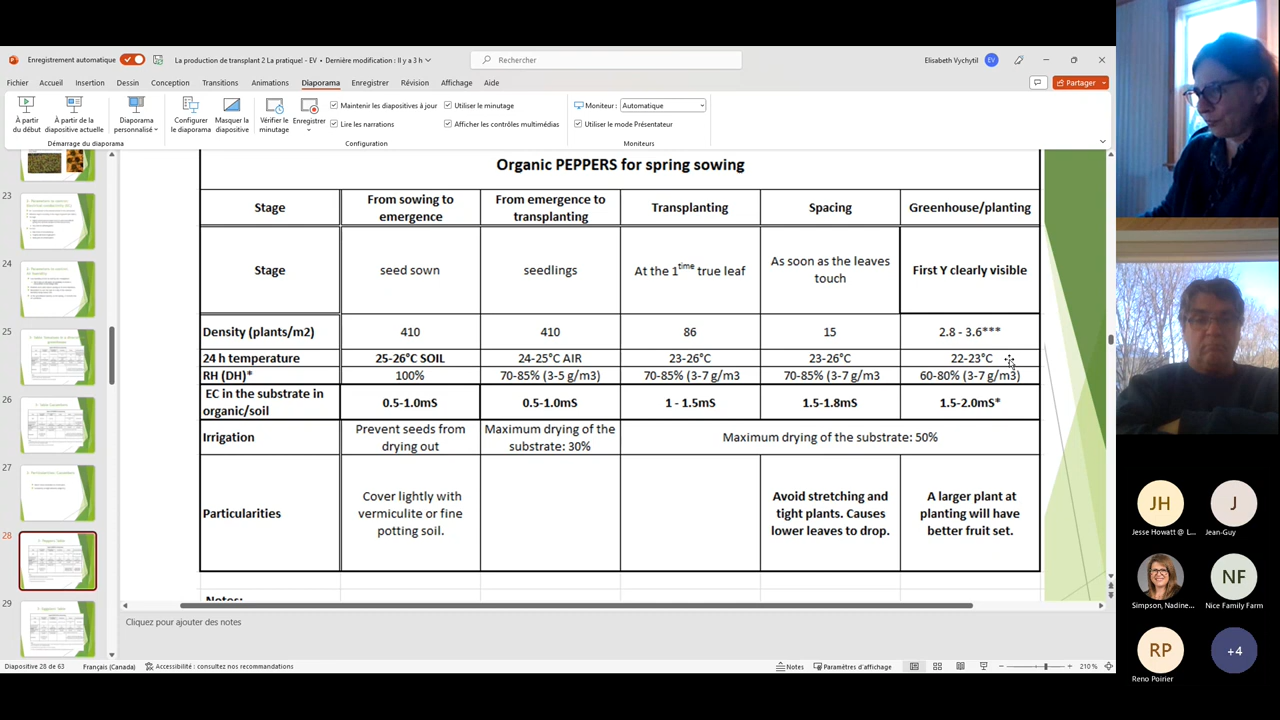 Enregistrement automatique
La production de transplant 2 La pratique! - EV • Dernière modification : Il y a 3 h
Rechercher
Elisabeth Vychytil
EV
Fichier
Accueil
Insertion
Dessin
Conception
Transitions
Animations
Diaporama
Enregistrer
Révision
Affichage
Aide
Partager
À partir du début
À partir de la diapositive actuelle
Diaporama personnalisé
Configurer le diaporama
Masquer la diapositive
Vérifier le minutage
Enregistrer
Maintenir les diapositives à jour
Lire les narrations
Utiliser le minutage
Afficher les contrôles multimédias
Moniteur :
Automatique
Utiliser le mode Présentateur
Démarrage du diaporama
Configuration
Moniteurs
23
24
25
26
27
28
29
Organic PEPPERS for spring sowing
Stage
From sowing to emergence
From emergence to transplanting
Transplanting
Spacing
Greenhouse/planting
Stage
seed sown
seedlings
At the 1time true leaf
As soon as the leaves touch
First Y clearly visible
Density (plants/m2)
410
410
86
15
2.8 - 3.6***
24 h temperature
25-26°C SOIL
24-25°C AIR
23-26°C
23-26°C
22-23°C
RH (DH)*
100%
70-85% (3-5 g/m3)
70-85% (3-7 g/m3
70-85% (3-7 g/m3
60-80% (3-7 g/m3)
EC in the substrate in organic/soil
0.5-1.0mS
0.5-1.0mS
1 - 1.5mS
1.5-1.8mS
1.5-2.0mS*
Irrigation
Prevent seeds from drying out
Maximum drying of the substrate: 30%
Maximum drying of the substrate: 50%
Particularities
Cover lightly with vermiculite or fine potting soil.
Avoid stretching and tight plants. Causes lower leaves to drop.
A larger plant at planting will have better fruit set.
Notes:
Cliquez pour ajouter des notes
Diapositive 28 de 63
Français (Canada)
Accessibilité : consultez nos recommandations
Notes
Paramètres d'affichage
210 %
JH
Jesse Howatt @ L...
J
Jean-Guy
Simpson, Nadine...
NF
Nice Family Farm
RP
Reno Poirier
+4